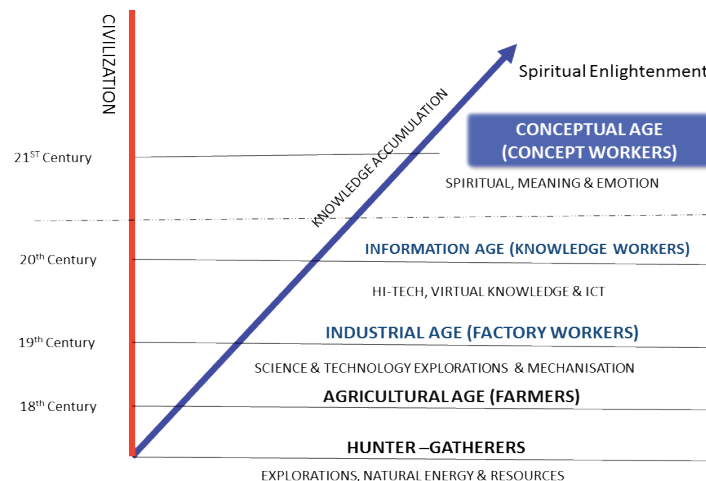 CIVILIZATION
KNOWLEDGE ACCUMULATION
Spiritual Enlightenment
CONCEPTUAL AGE
(CONCEPT WORKERS)
21ST Century
SPIRITUAL, MEANING & EMOTION
INFORMATION AGE (KNOWLEDGE WORKERS)
20th Century
HI-TECH, VIRTUAL KNOWLEDGE & ICT
INDUSTRIAL AGE (FACTORY WORKERS)
19th Century
SCIENCE & TECHNOLOGY EXPLORATIONS & MECHANISATION
AGRICULTURAL AGE (FARMERS)
18th Century
HUNTER –GATHERERS
EXPLORATIONS, NATURAL ENERGY & RESOURCES